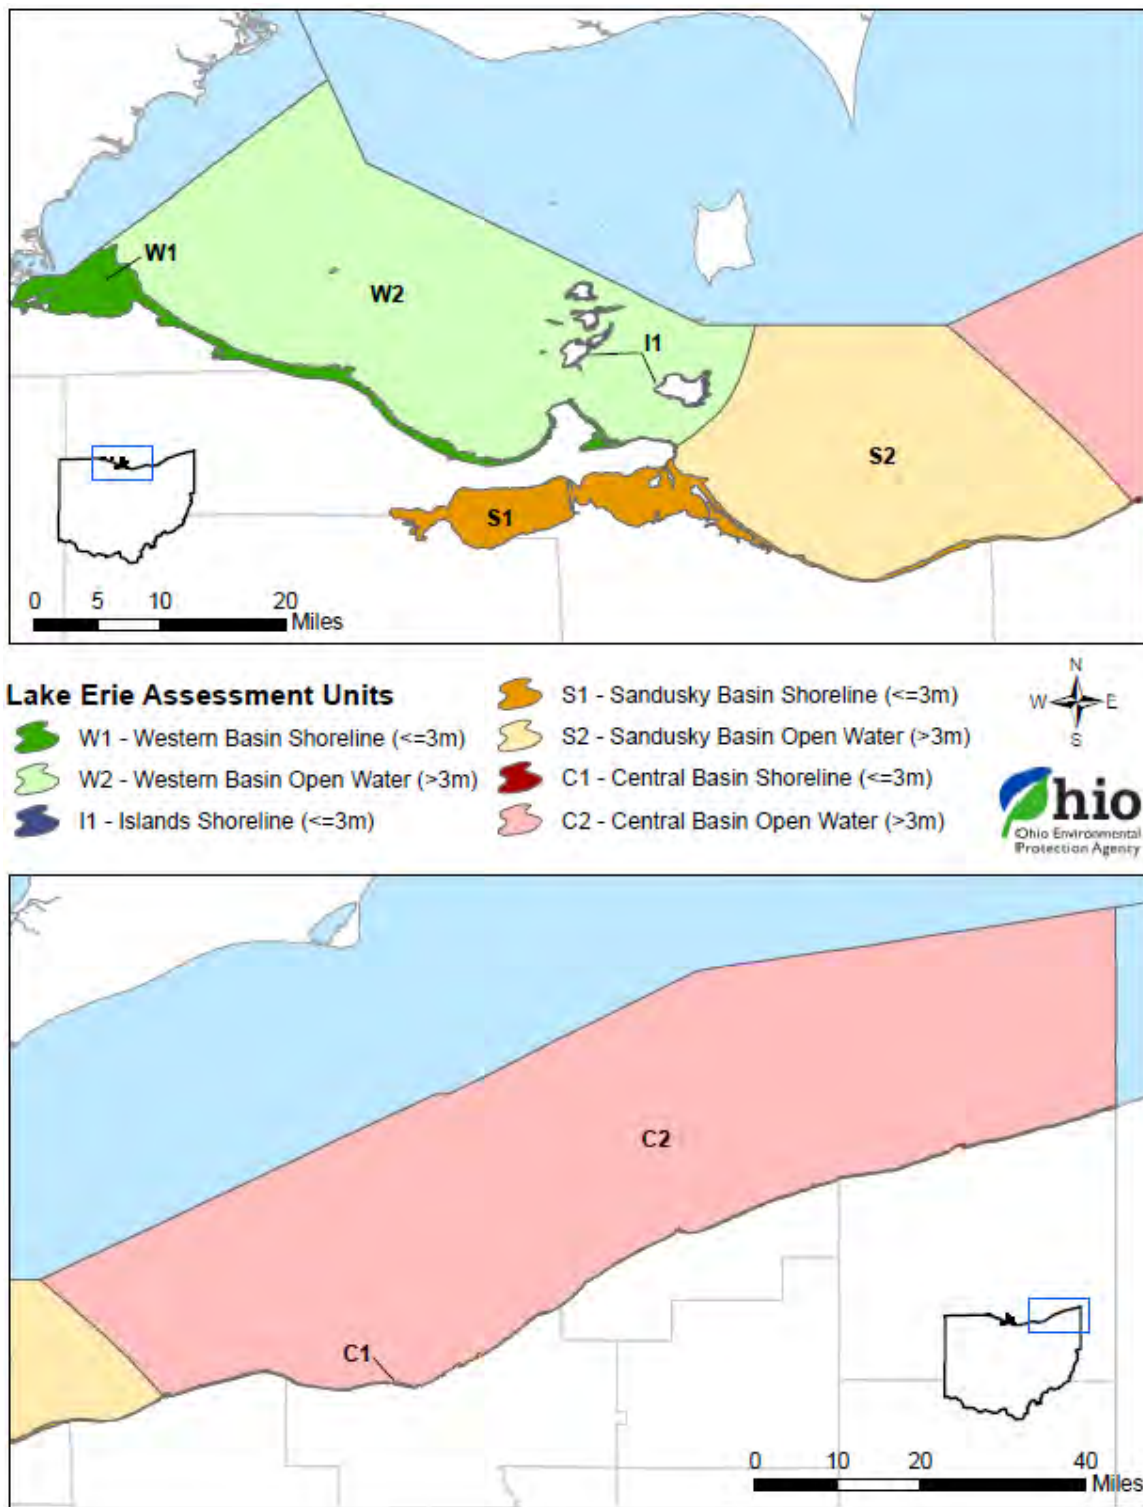 W1
W2
I1
S2
S1
0 5 10 20
Miles
Lake Erie Assessment Units
W1 - Western Basin Shoreline (<=3m)
W2 - Western Basin Open Water (>3m)
I1 - Islands Shoreline (<=3m)
S1 - Sandusky Basin Shoreline (<=3m)
S2 - Sandusky Basin Open Water (>3m)
C1 - Central Basin Shoreline (<=3m)
C2 - Central Basin Open Water (>3m)
N
W E
S
Ohio
Ohio Environmental
Protection Agency
C2
C1
0 10 20 40
Miles